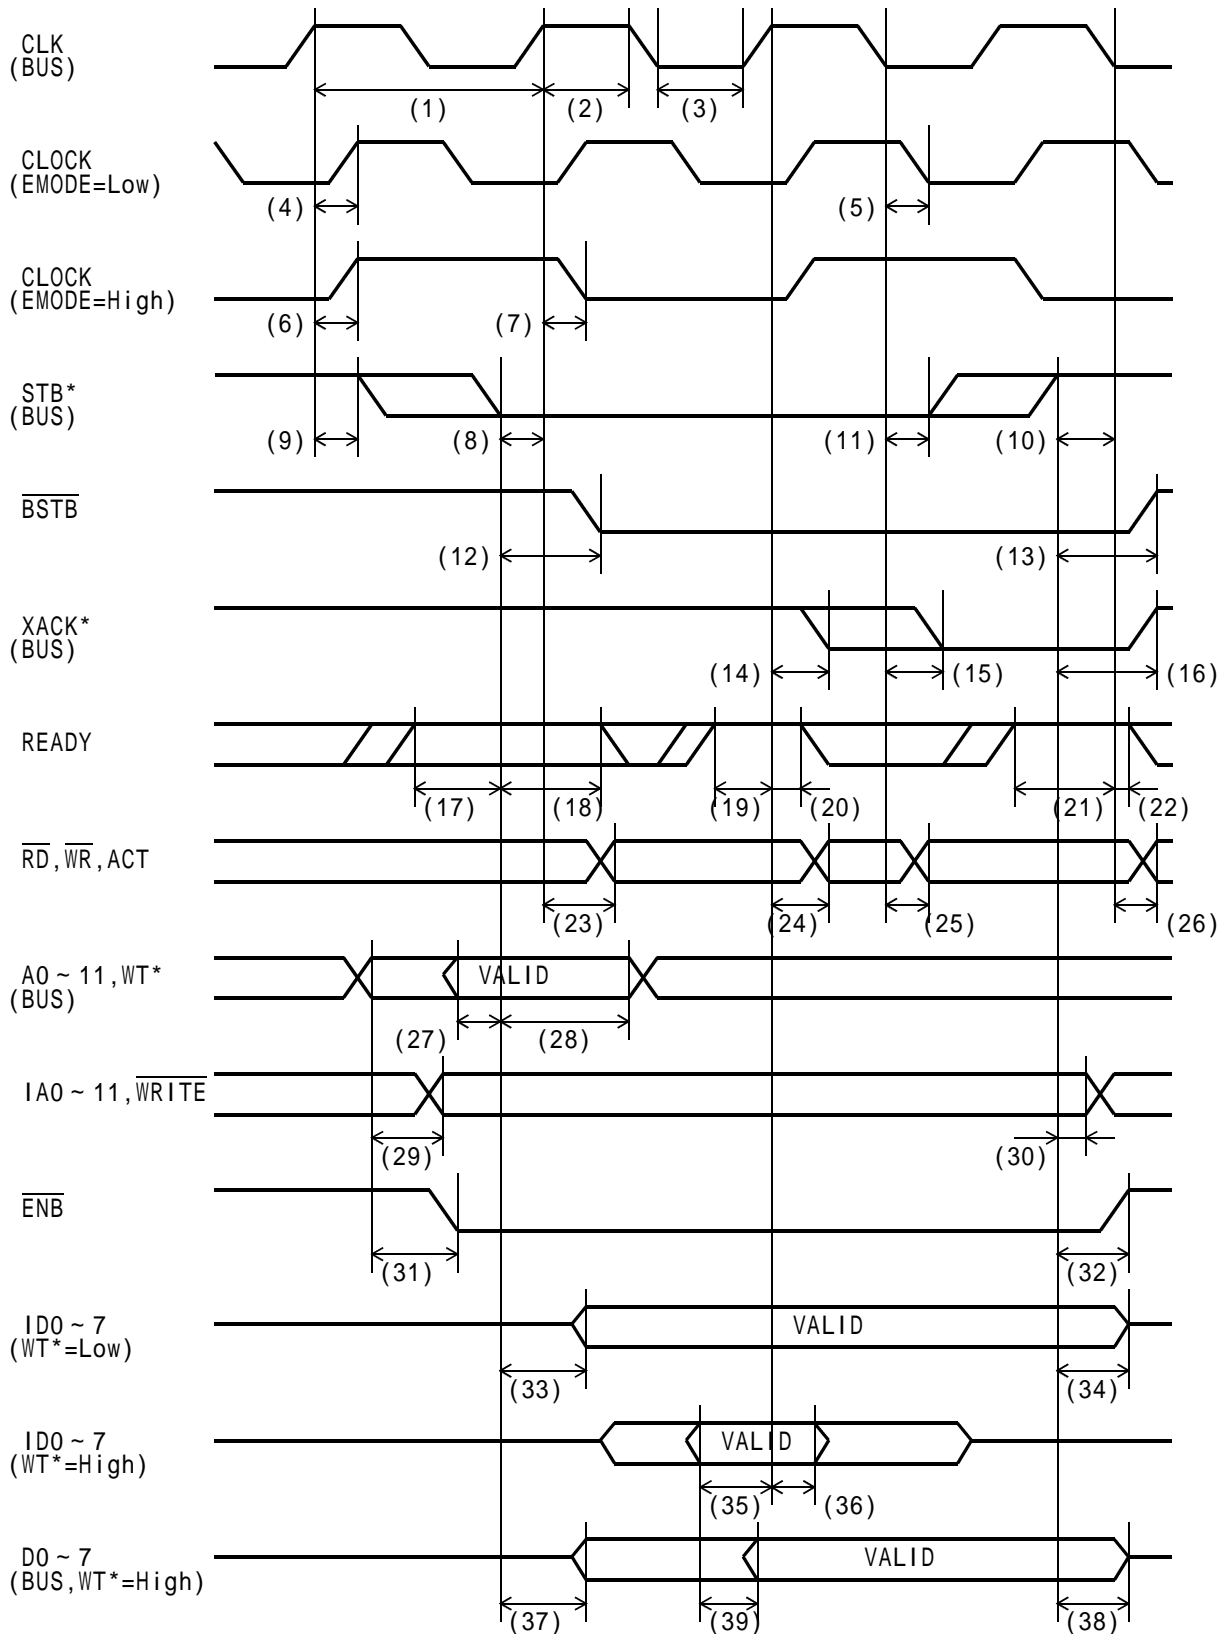 CLK
(BUS)
(1) (2) (3)
CLOCK
(EMODE=Low)
(4) (5)
CLOCK
(EMODE=High)
(6) (7)
STB*
(BUS)
(9) (8) (11) (10)
BSTB
(12) (13)
XACK*
(BUS)
(14) (15) (16)
READY
(17) (18) (19) (20) (21) (22)
RD,WR,ACT
(23) (24) (25) (26)
A0~11,WT*
(BUS)
VALID
(27) (28)
IA0~11,WRITE
(29) (30)
ENB
(31) (32)
ID0~7
(WT*=Low)
VALID
(33) (34)
ID0~7
(WT*=High)
VALID
(35) (36)
D0~7
(BUS,WT*=High)
VALID
(37) (39) (38)